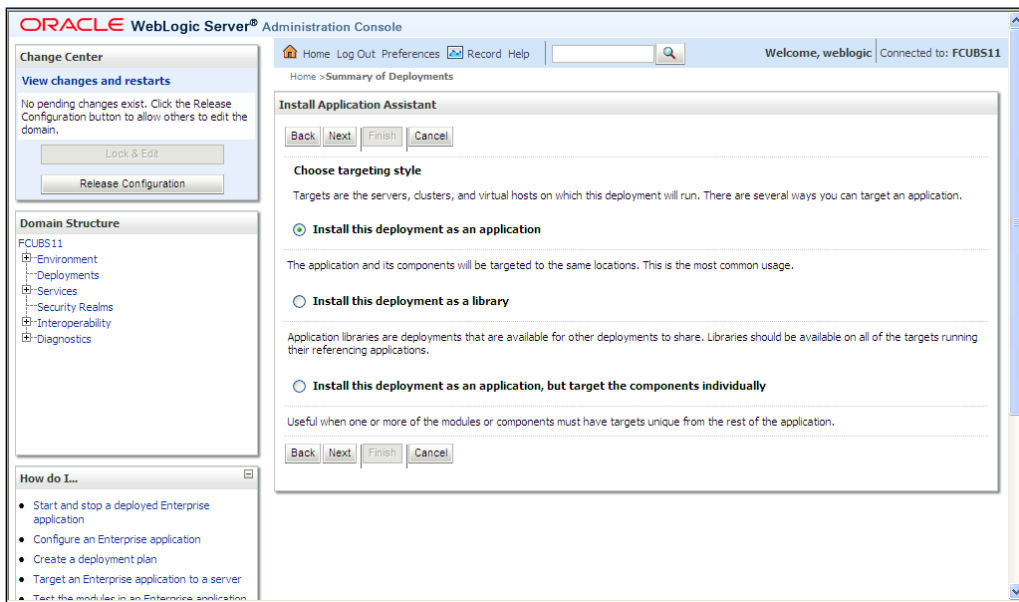 ORACLE WebLogic Server® Administration Console
Change Center
View changes and restarts
No pending changes exist. Click the Release
Configuration button to allow others to edit the
domain.
Lock & Edit
Release Configuration
Domain Structure
FCUBS11
Environment
Deployments
Services
Security Realms
Interoperability
Diagnostics
How do I...
Start and stop a deployed Enterprise
application
Configure an Enterprise application
Create a deployment plan
Target an Enterprise application to a server
Test the modules in an Enterprise application
Home Log Out Preferences Record Help
Welcome, weblogic Connected to: FCUBS11
Home >Summary of Deployments
Install Application Assistant
Back Next Finish Cancel
Choose targeting style
Targets are the servers, clusters, and virtual hosts on which this deployment will run. There are several ways you can target an application.
Install this deployment as an application
The application and its components will be targeted to the same locations. This is the most common usage.
Install this deployment as a library
Application libraries are deployments that are available for other deployments to share. Libraries should be available on all of the targets running
their referencing applications.
Install this deployment as an application, but target the components individually
Useful when one or more of the modules or components must have targets unique from the rest of the application.
Back Next Finish Cancel